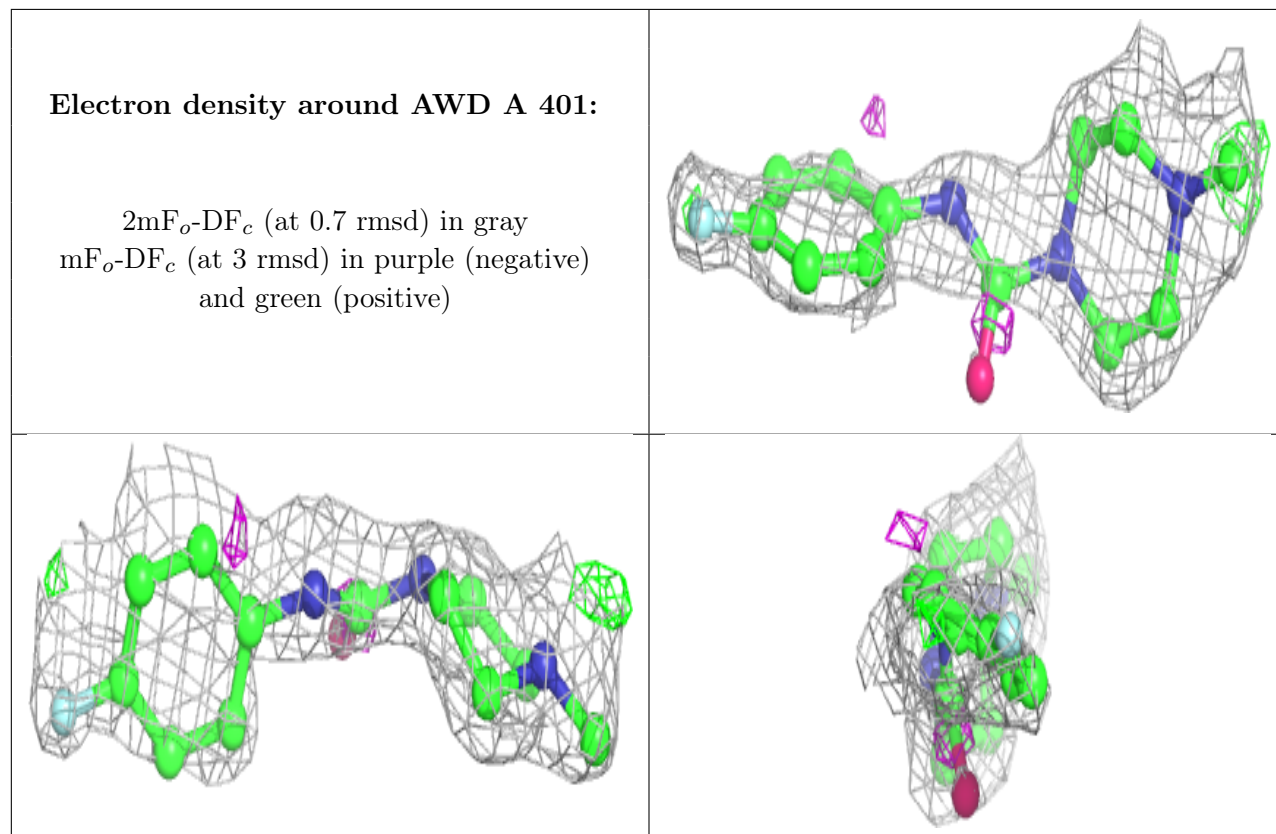 Electron density around AWD A 401:
2mFo-DFc (at 0.7 rmsd) in gray
mFo-DFc (at 3 rmsd) in purple (negative)
and green (positive)